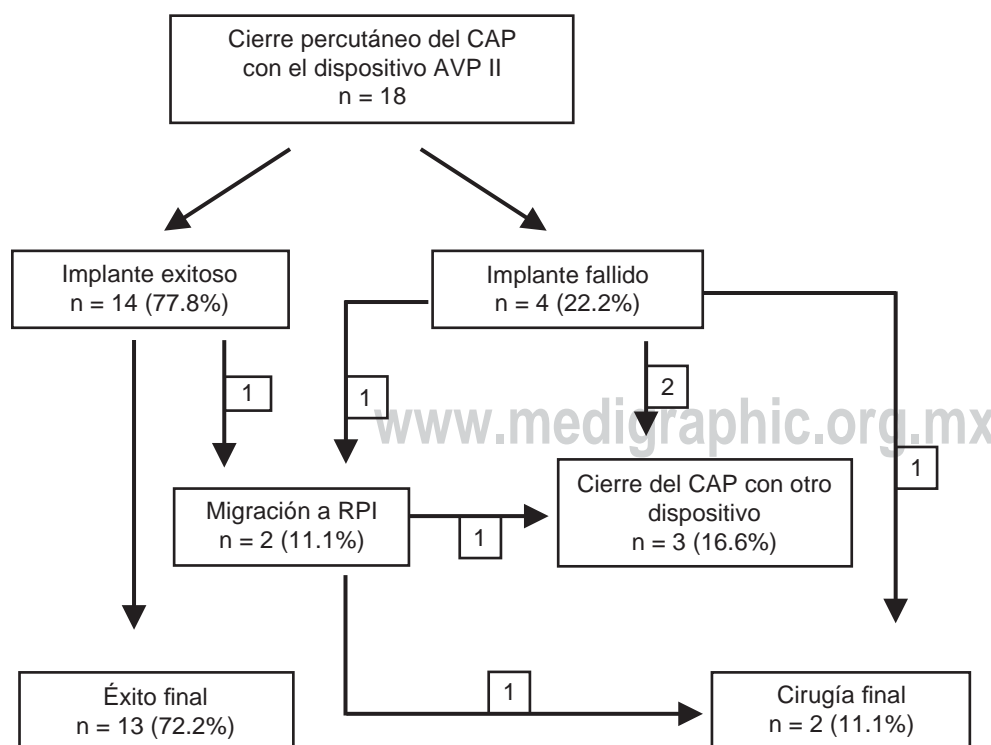 Cierre percutáneo del CAP
con el dispositivo AVP II
n = 18
Implante exitoso
n = 14 (77.8%)
Implante fallido
n = 4 (22.2%)
1
1
2
www.medigraphic.org.mx
1
Migración a RPI
n = 2 (11.1%)
1
Cierre del CAP con otro
dispositivo
n = 3 (16.6%)
1
Éxito final
n = 13 (72.2%)
Cirugía final
n = 2 (11.1%)